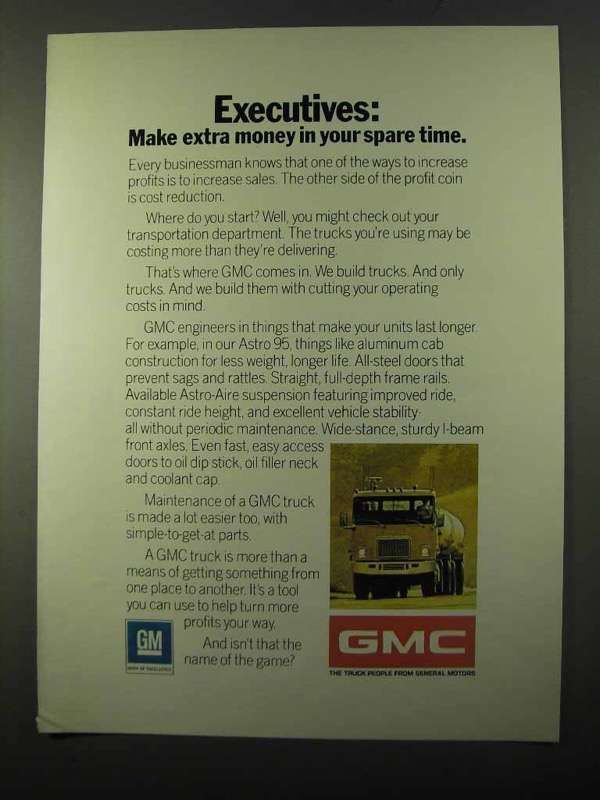 Executives:
Make extra money in your spare time.
Every businessman knows that one of the ways to increase
profits is to increase sales. The other side of the profit coin
is cost reduction.
Where do you start? Well, you might check out your
transportation department. The trucks you're using may be
costing more than they're delivering.
That's where GMC comes in. We build trucks. And only
trucks. And we build them with cutting your operating
costs in mind.
GMC engineers in things that make your units last longer.
For example, in our Astro 95, things like aluminum cab
construction for less weight, longer life. All-steel doors that
prevent sags and rattles. Straight, full-depth frame rails.
Available Astro-Aire suspension featuring improved ride,
constant ride height, and excellent vehicle stability-
all without periodic maintenance. Wide-stance, sturdy I-beam
front axles. Even fast, easy access
doors to oil dip stick, oil filler neck
and coolant cap.
Maintenance of a GMC truck
is made a lot easier too, with
simple-to-get-at parts.
A GMC truck is more than a
means of getting something from
one place to another. It's a tool
you can use to help turn more
profits your way.
And isn't that the
name of the game?
GM
MARK OF EXCELLENCE
GMC
THE TRUCK PEOPLE FROM GENERAL MOTORS